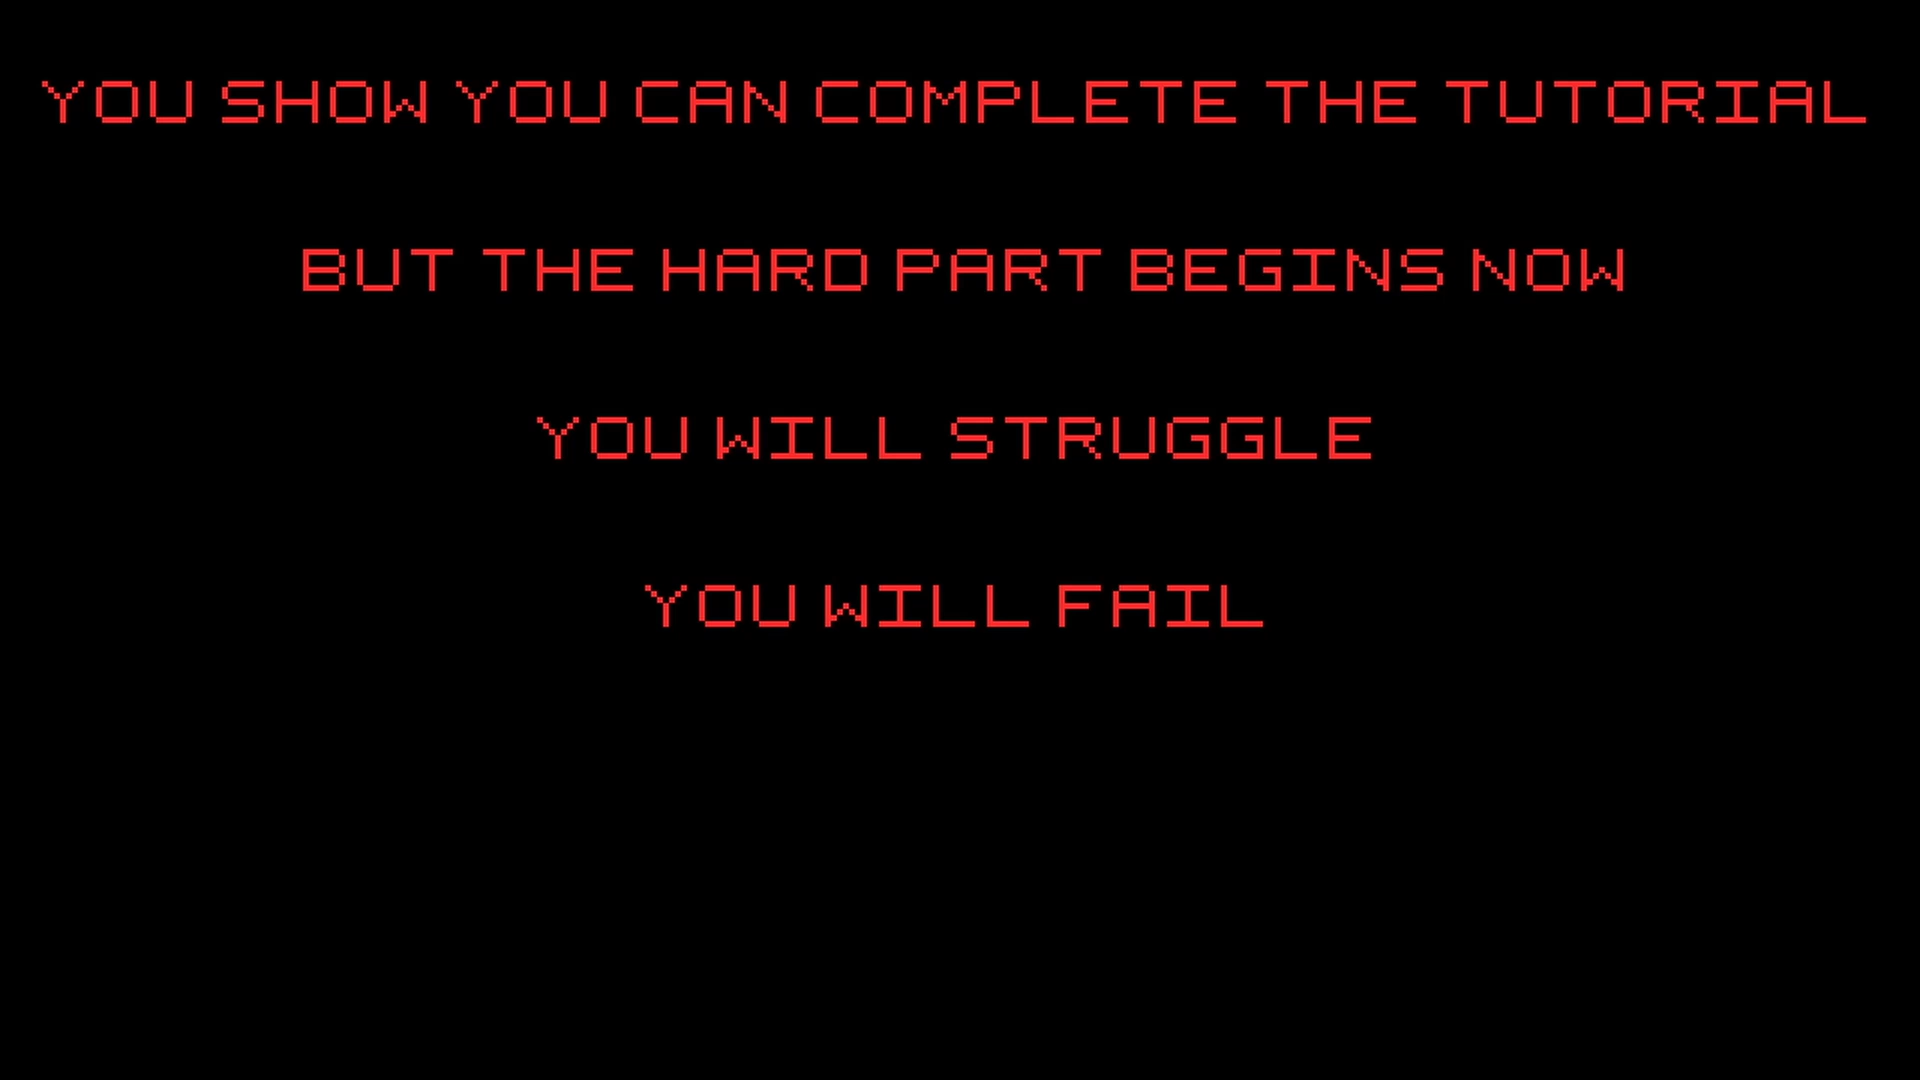 YOU SHOW YOU CAN COMPLETE THE TUTORIAL
BUT THE HARD PART BEGINS NOW
YOU WILL STRUGGLE
YOU WILL FAIL